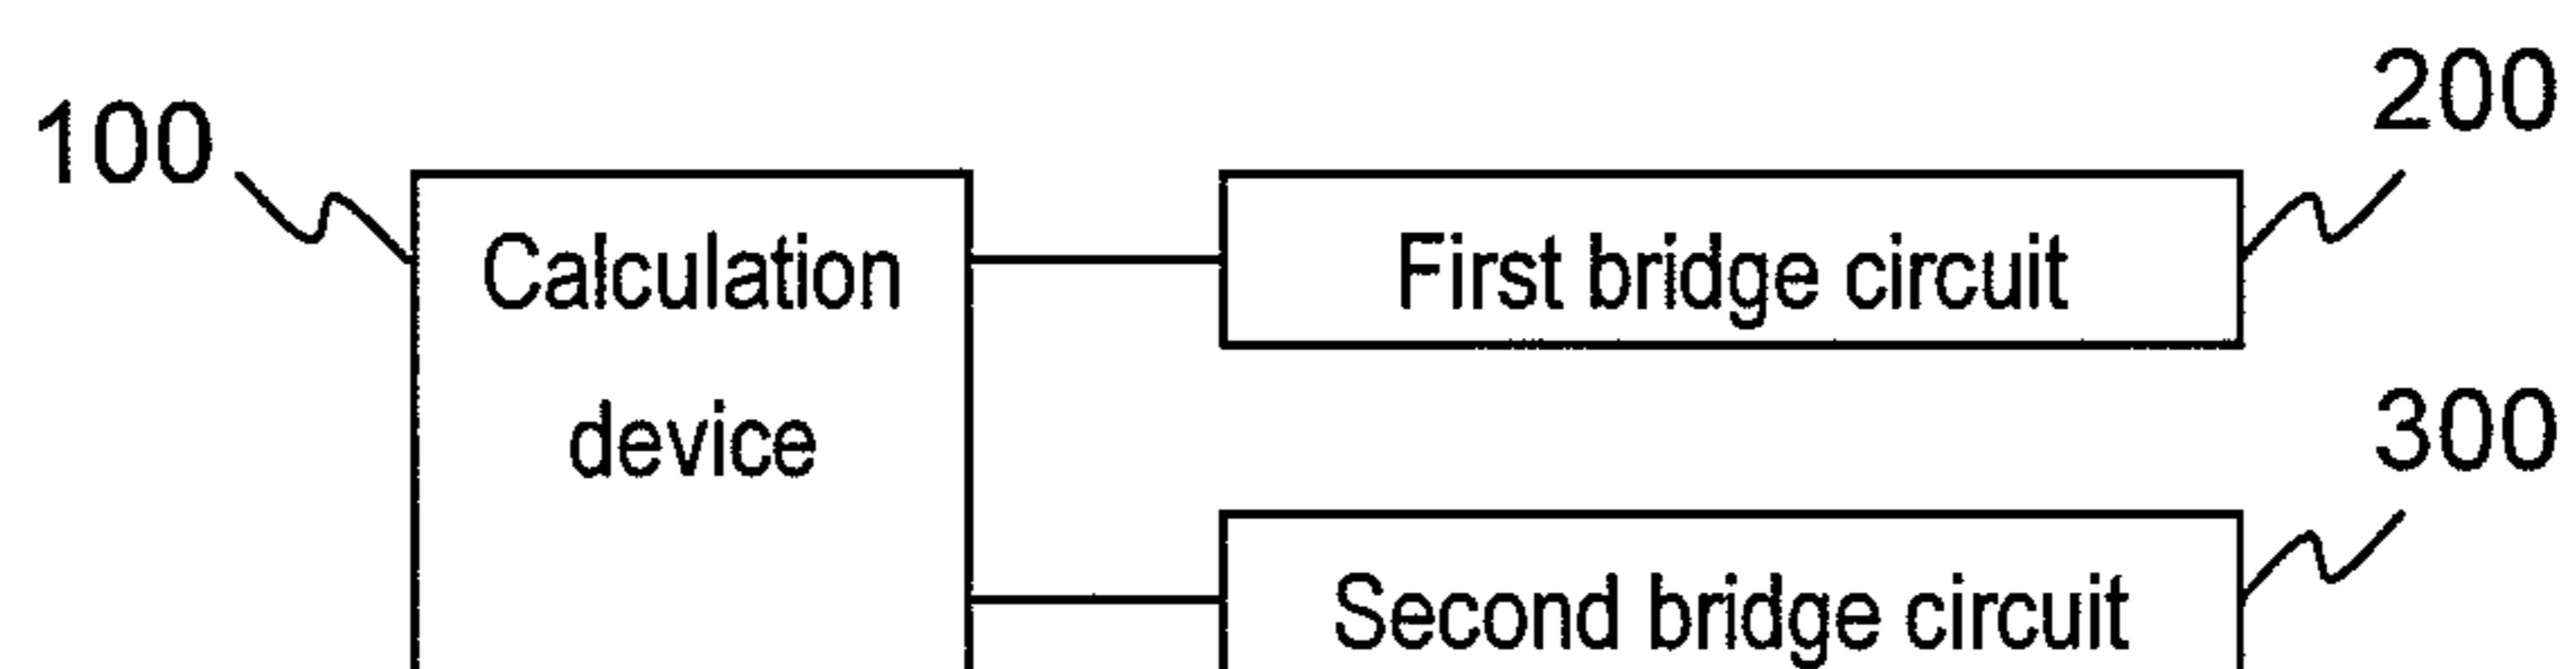 200
100
Calculation
device
First bridge circuit
300
Second bridge circuit